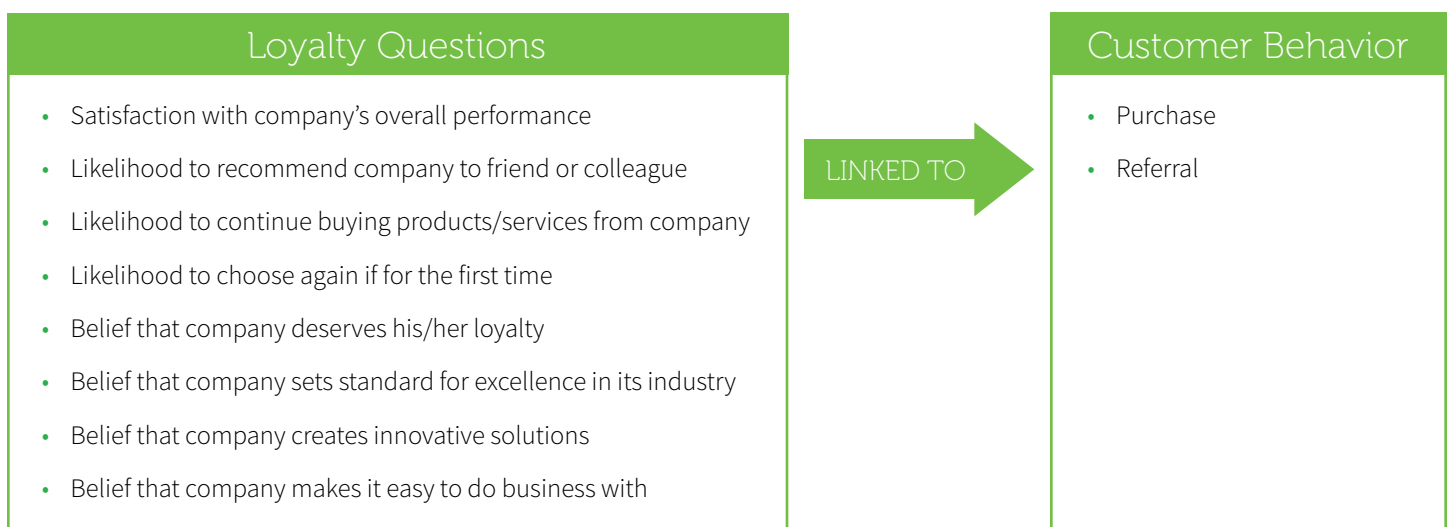 Loyalty Questions
• Satisfaction with company's overall performance
• Likelihood to recommend company to friend or colleague
• Likelihood to continue buying products/services from company
• Likelihood to choose again if for the first time
• Belief that company deserves his/her loyalty
• Belief that company sets standard for excellence in its industry
• Belief that company creates innovative solutions
• Belief that company makes it easy to do business with
LINKED TO
Customer Behavior
• Purchase
• Referral